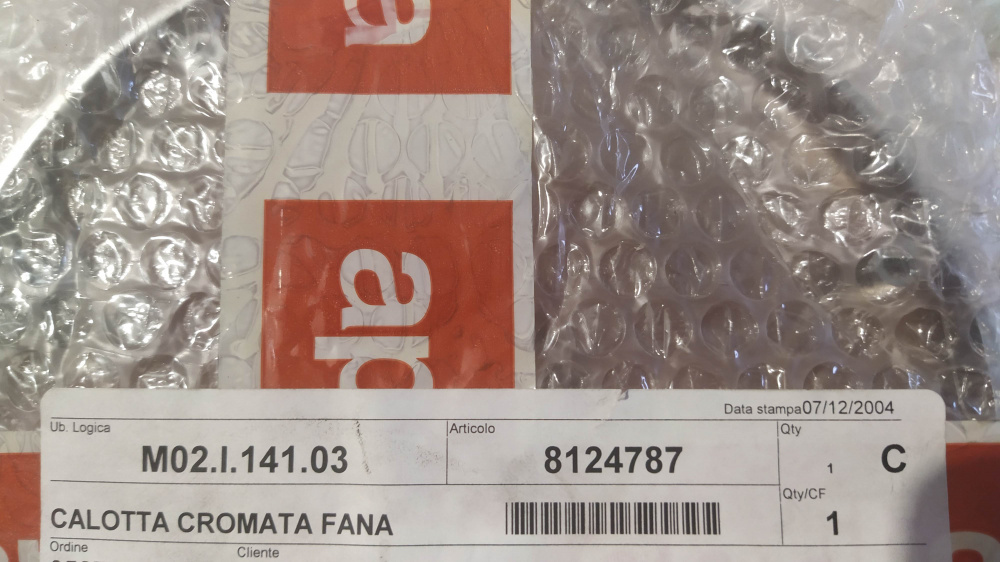 a
ap
Data stampa07/12/2004
Ub. Logica
Articolo
Qty
M02.I.141.03
8124787
1
C
Qty/CF
CALOTTA CROMATA FANA
1
Ordine
Cliente